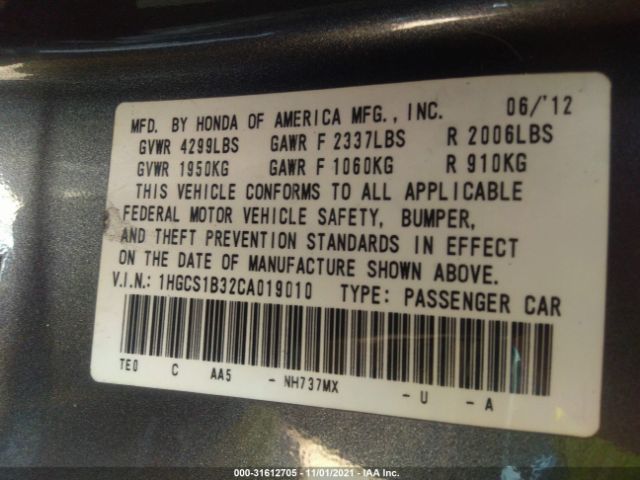 MFD. BY HONDA OF AMERICA MFG., INC. 06/'12
GVWR 4299LBS GAWR F 2337LBS R 2006LBS
GVWR 1950KG GAWR F 1060KG R 910KG
THIS VEHICLE CONFORMS TO ALL APPLICABLE
FEDERAL MOTOR VEHICLE SAFETY, BUMPER,
AND THEFT PREVENTION STANDARDS IN EFFECT
ON THE DATE OF MANUFACTURE SHOWN ABOVE.
V.I.N.: 1HGCS1B32CA019010 TYPE: PASSENGER CAR
TE0 C AA5 - NH737MX - U - A
000-31612705 - 11/01/2021 - IAA Inc.